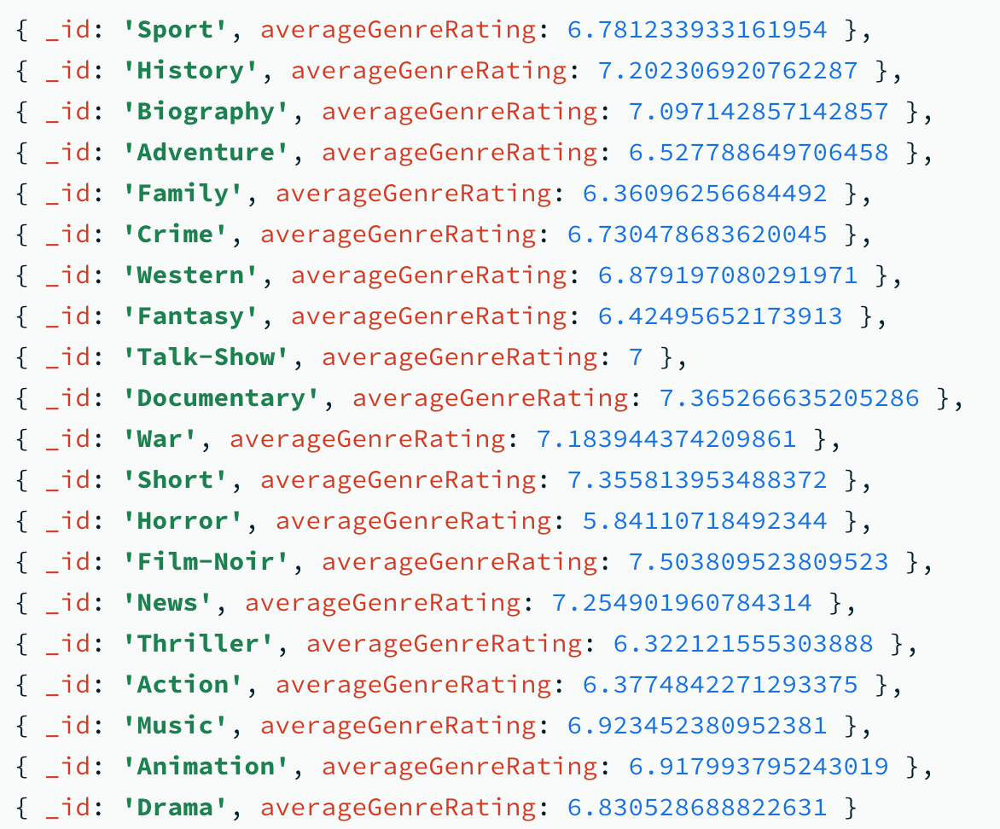 { _id: 'Sport', averageGenreRating: 6.781233933161954 },
{ _id: 'History', averageGenreRating: 7.202306920762287 },
{ _id: 'Biography', averageGenreRating: 7.097142857142857 },
{ _id: 'Adventure', averageGenreRating: 6.527788649706458 },
{ _id: 'Family', averageGenreRating: 6.36096256684492 },
{ _id: 'Crime', averageGenreRating: 6.730478683620045 },
{ _id: 'Western', averageGenreRating: 6.879197080291971 },
{ _id: 'Fantasy', averageGenreRating: 6.42495652173913 },
{ _id: 'Talk-Show', averageGenreRating: 7 },
{ _id: 'Documentary', averageGenreRating: 7.365266635205286 },
{ _id: 'War', averageGenreRating: 7.183944374209861 },
{ _id: 'Short', averageGenreRating: 7.355813953488372 },
{ _id: 'Horror', averageGenreRating: 5.84110718492344 },
{ _id: 'Film-Noir', averageGenreRating: 7.503809523809523 },
{ _id: 'News', averageGenreRating: 7.254901960784314 },
{ _id: 'Thriller', averageGenreRating: 6.322121555303888 },
{ _id: 'Action', averageGenreRating: 6.3774842271293375 },
{ _id: 'Music', averageGenreRating: 6.923452380952381 },
{ _id: 'Animation', averageGenreRating: 6.917993795243019 },
{ _id: 'Drama', averageGenreRating: 6.830528688822631 }